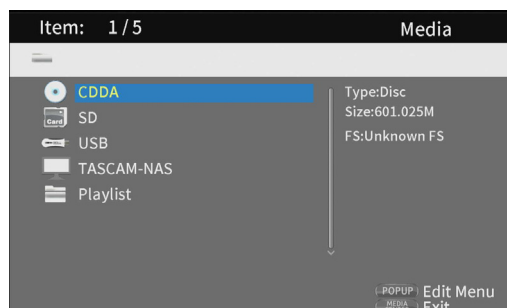 Item: 1/5 Media
CDDA
SD
USB
TASCAM-NAS
Playlist
Type:Disc
Size:601.025M
FS:Unknown FS
POPUP Edit Menu
MEDIA Exit